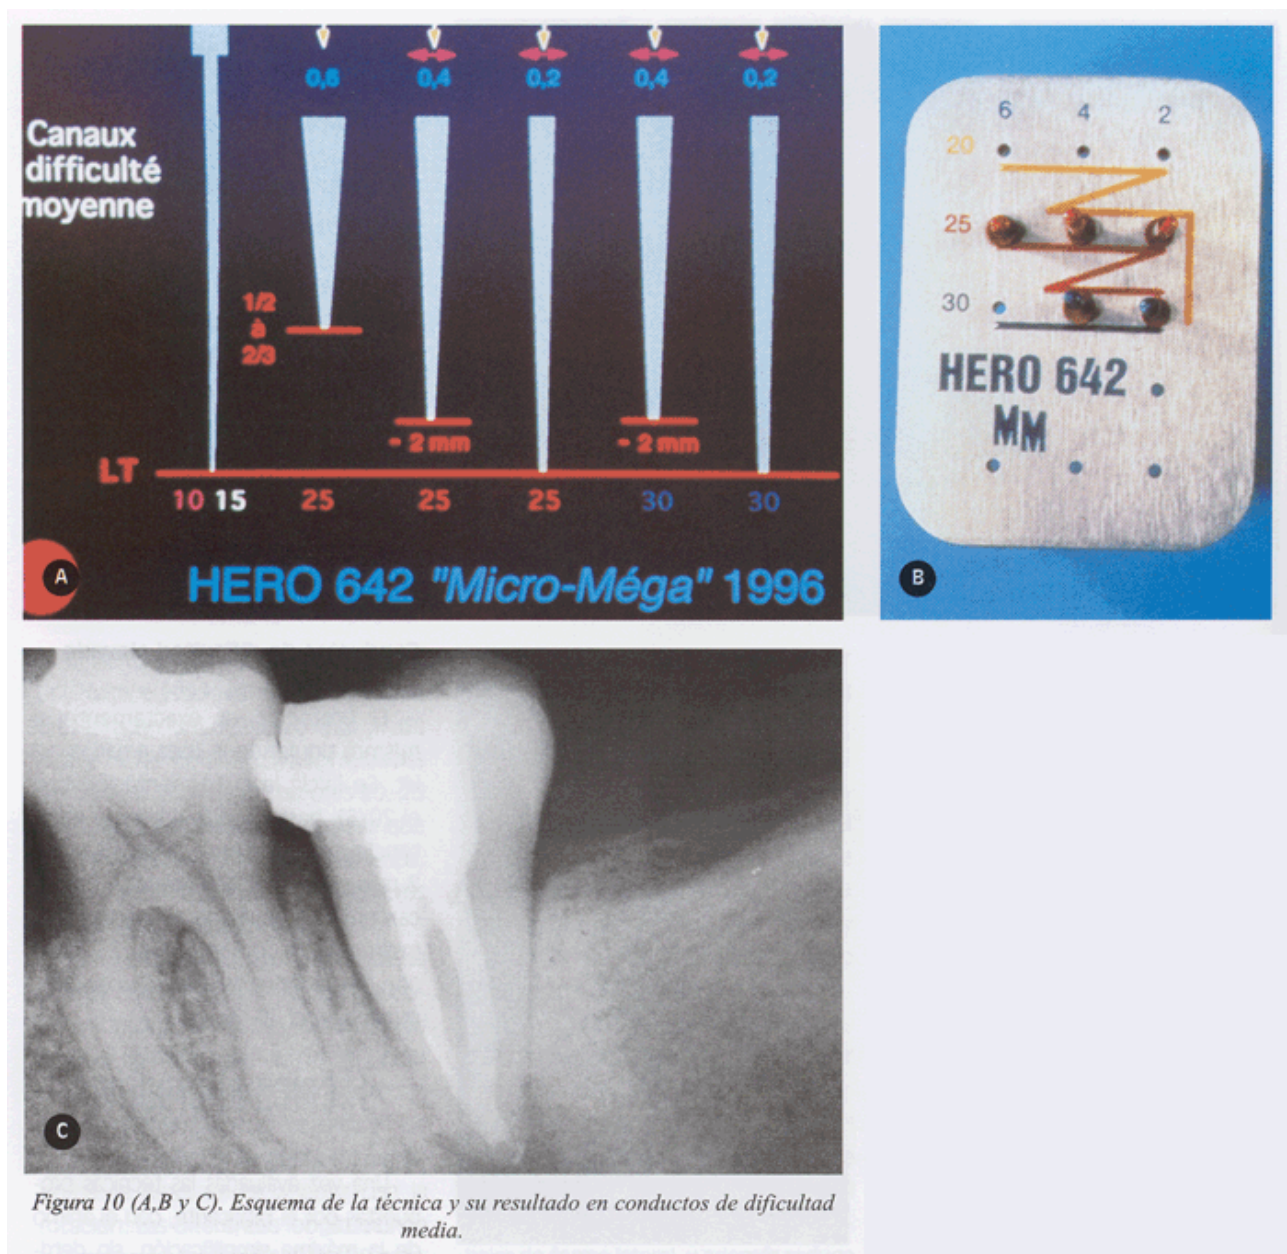 0,6 0,4 0,2 0,4 0,2
Canaux
difficulté
moyenne
1/2
à
2/3
- 2 mm - 2 mm
LT
10 15 25 25 25 30 30
A
HERO 642 "Micro-Méga" 1996
6 4 2
20
25
30
HERO 642
MM
B
C
Figura 10 (A,B y C). Esquema de la técnica y su resultado en conductos de dificultad
media.